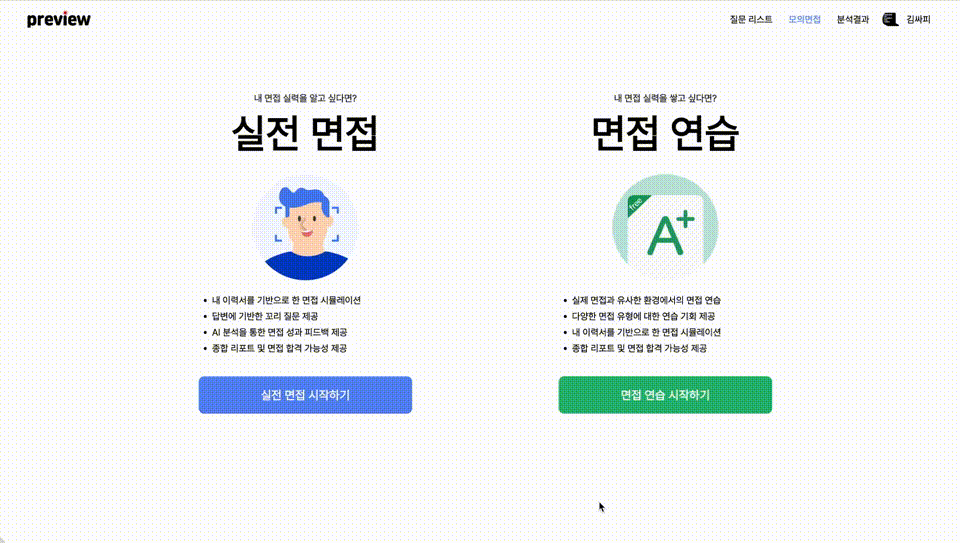 preview
질문 리스트 모의면접 분석결과 김싸피
내 면접 실력을 알고 싶다면?
실전 면접
내 이력서를 기반으로 한 면접 시뮬레이션
답변에 기반한 꼬리 질문 제공
AI 분석을 통한 면접 성과 피드백 제공
종합 리포트 및 면접 합격 가능성 제공
실전 면접 시작하기
내 면접 실력을 쌓고 싶다면?
면접 연습
free
A+
실제 면접과 유사한 환경에서의 면접 연습
다양한 면접 유형에 대한 연습 기회 제공
내 이력서를 기반으로 한 면접 시뮬레이션
종합 리포트 및 면접 합격 가능성 제공
면접 연습 시작하기